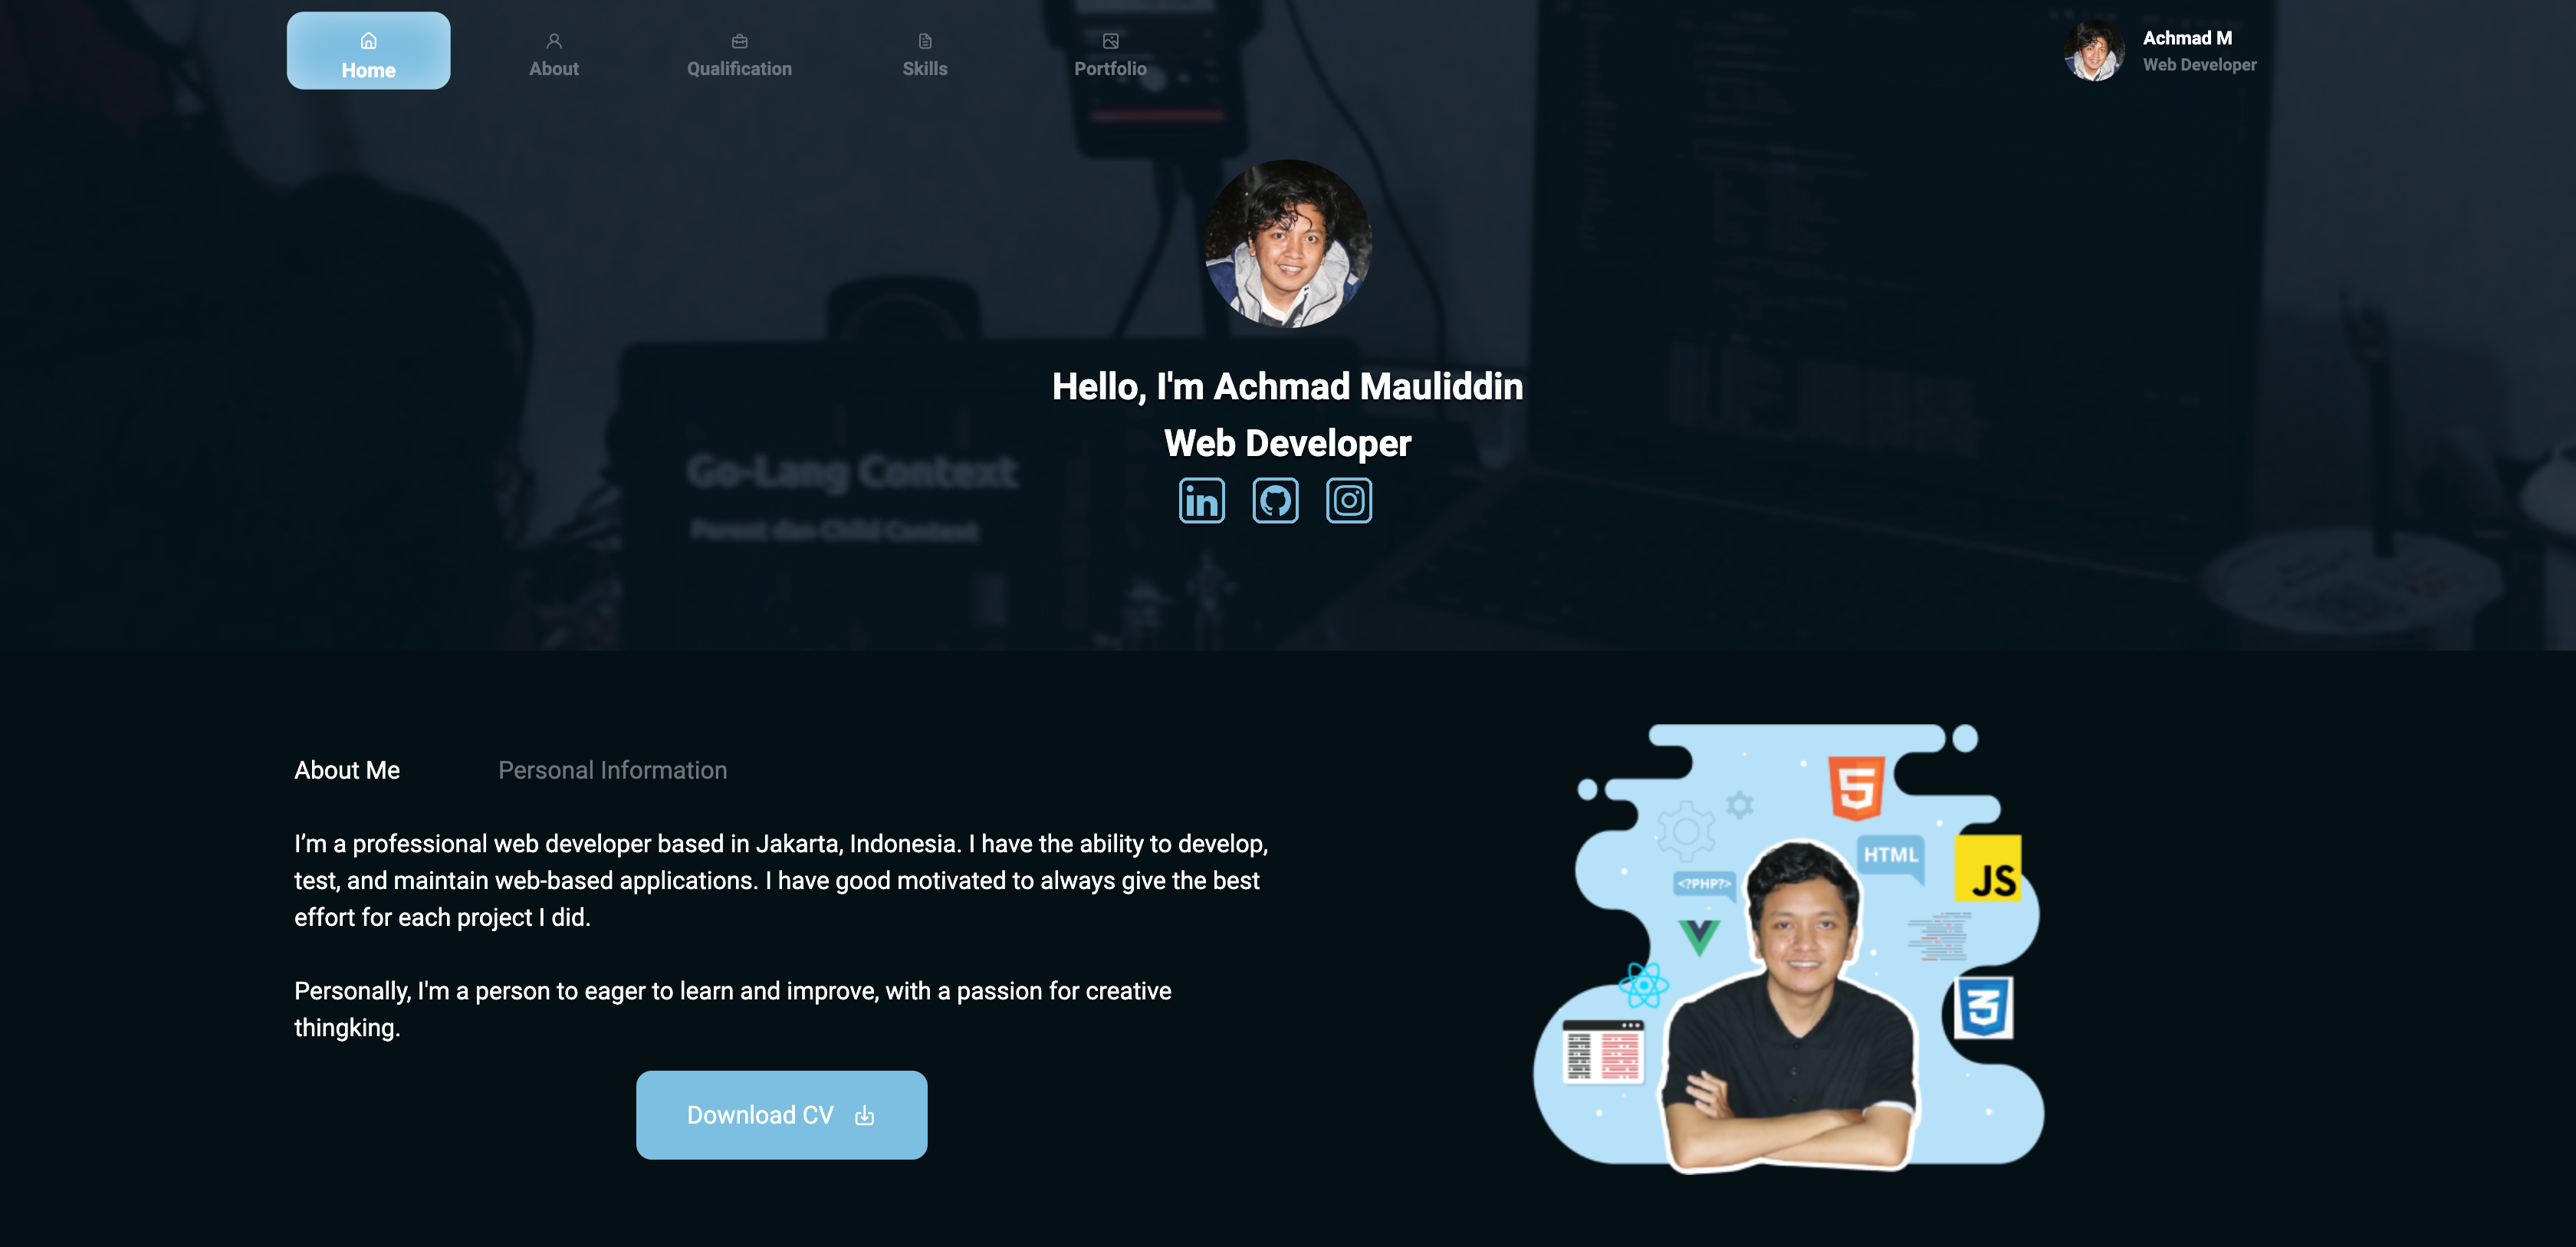 Home
About
Qualification
Skills
Portfolio
Achmad M
Web Developer
Hello, I'm Achmad Mauliddin
Web Developer
in
Go-Lang Context
Parent dan Child Context
About Me
Personal Information
I’m a professional web developer based in Jakarta, Indonesia. I have the ability to develop,
test, and maintain web-based applications. I have good motivated to always give the best
effort for each project I did.
Personally, I'm a person to eager to learn and improve, with a passion for creative
thingking.
Download CV
5
HTML
JS
<?PHP?>
3